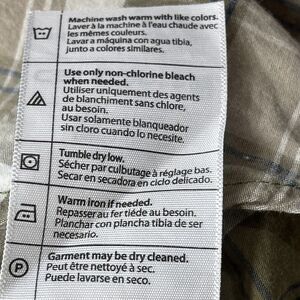 Machine wash warm with like colors.
Laver à la machine à l'eau chaude avec
les mêmes couleurs.
Lavar a máquina con agua tibia,
junto a colores similares.
Use only non-chlorine bleach
when needed.
Utiliser uniquement des agents
de blanchiment sans chlore,
au besoin.
Usar solamente blanqueador
sin cloro cuando lo necesite.
Tumble dry low.
Sécher par culbutage à réglage bas.
Secar en secadora en ciclo delicado.
Warm iron if needed.
Repasser au fer tiéde au besoin.
Planchar con plancha tibia de ser
necesario.
Garment may be dry cleaned.
Peut être nettoyé à sec.
Puede lavarse en seco.
P